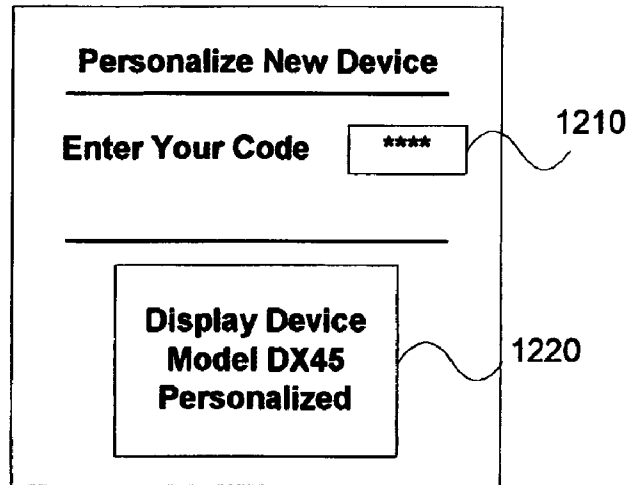 Personalize New Device
Enter Your Code ****
1210
Display Device
Model DX45
Personalized
1220